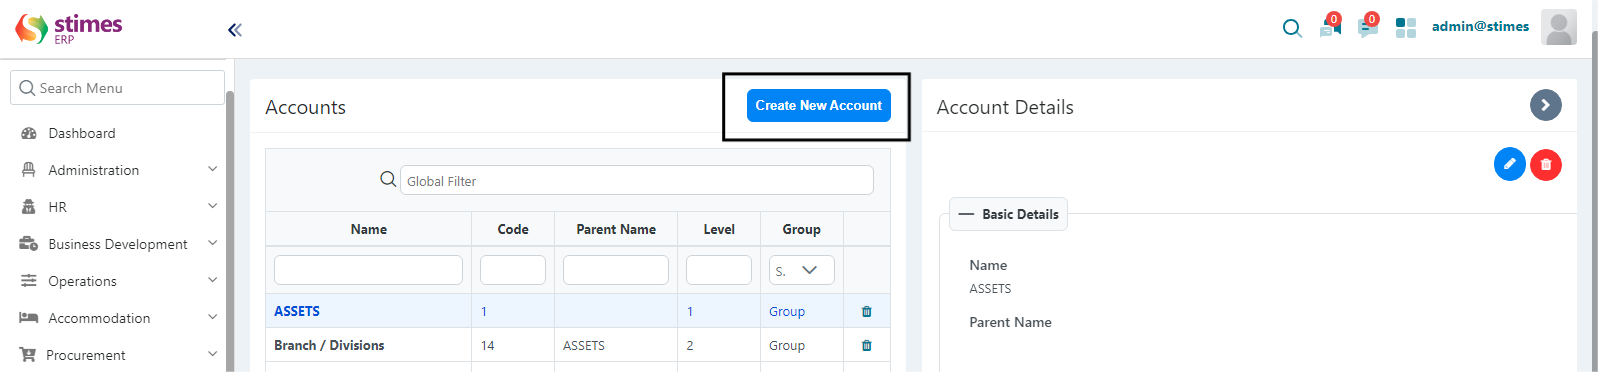 stimes
ERP
0
0
admin@stimes
Search Menu
Dashboard
Administration
HR
Business Development
Operations
Accommodation
Procurement
Accounts
Create New Account
Global Filter
Name Code Parent Name Level Group
S.
ASSETS 1 1 Group
Branch / Divisions 14 ASSETS 2 Group
Account Details
Basic Details
Name
ASSETS
Parent Name